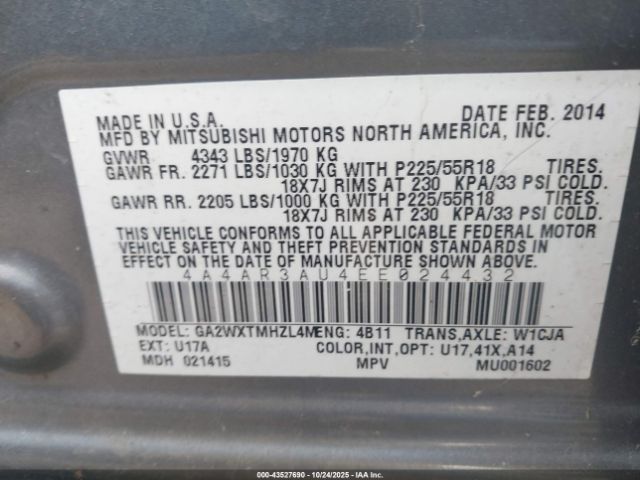 MADE IN U.S.A. DATE FEB. 2014
MFD BY MITSUBISHI MOTORS NORTH AMERICA, INC.
GVWR 4343 LBS/1970 KG
GAWR FR. 2271 LBS/1030 KG WITH P225/55R18 TIRES.
18X7J RIMS AT 230 KPA/33 PSI COLD.
GAWR RR. 2205 LBS/1000 KG WITH P225/55R18 TIRES.
18X7J RIMS AT 230 KPA/33 PSI COLD.
THIS VEHICLE CONFORMS TO ALL APPLICABLE FEDERAL MOTOR
VEHICLE SAFETY AND THEFT PREVENTION STANDARDS IN
EFFECT ON THE DATE OF MANUFACTURE SHOWN ABOVE.
4A4AR3AU4EE024432
MODEL: GA2WXTMHZL4M ENG: 4B11 TRANS,AXLE: W1CJA
EXT: U17A COLOR,INT,OPT: U17,41X,A14
MDH 021415 MPV MU001602
000-43527690 - 10/24/2025 - IAA Inc.